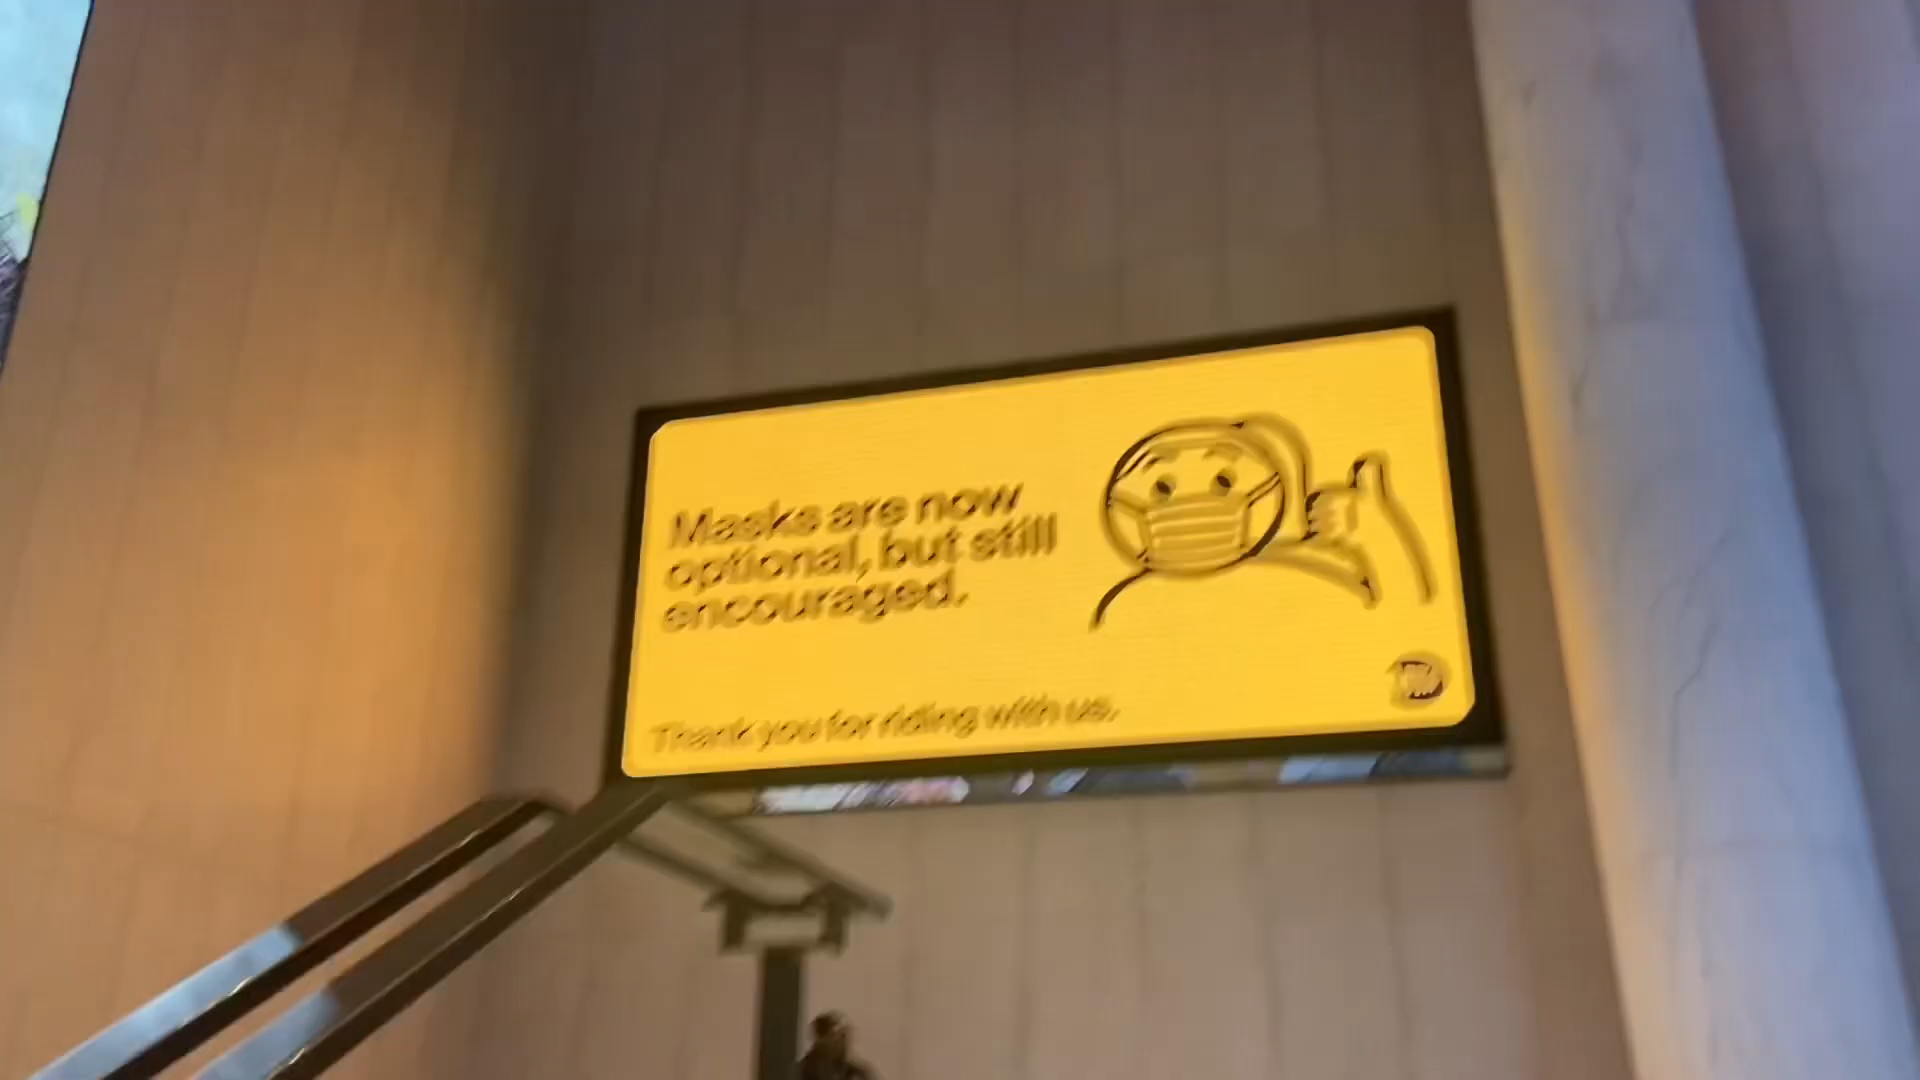 Masks are now
optional, but still
encouraged.
Thank you for riding with us.